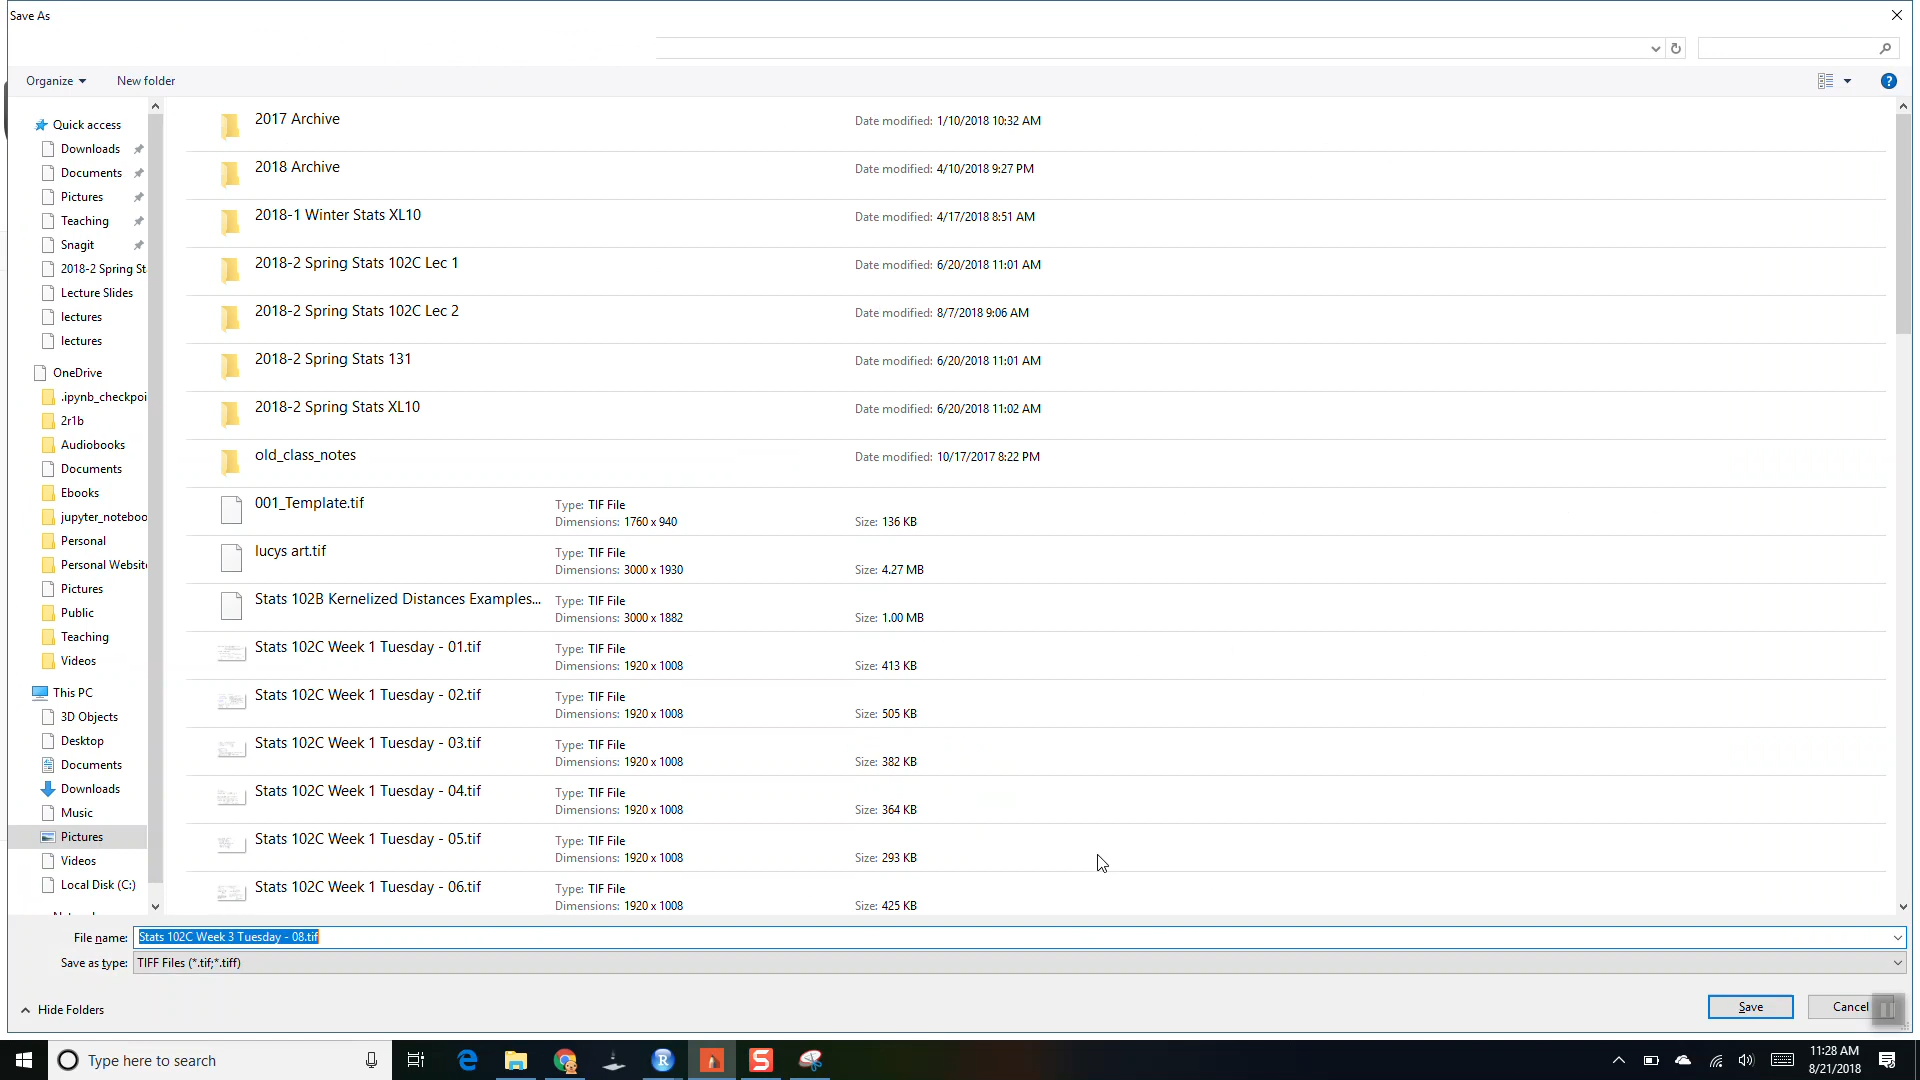 Save As
Organize
New folder
Quick access
Downloads
Documents
Pictures
Teaching
Snagit
2018-2 Spring St
Lecture Slides
lectures
lectures
OneDrive
.ipynb_checkpoi
2r1b
Audiobooks
Documents
Ebooks
jupyter_noteboo
Personal
Personal Website
Pictures
Public
Teaching
Videos
This PC
3D Objects
Desktop
Documents
Downloads
Music
Pictures
Videos
Local Disk (C:)
2017 Archive Date modified: 1/10/2018 10:32 AM
2018 Archive Date modified: 4/10/2018 9:27 PM
2018-1 Winter Stats XL10 Date modified: 4/17/2018 8:51 AM
2018-2 Spring Stats 102C Lec 1 Date modified: 6/20/2018 11:01 AM
2018-2 Spring Stats 102C Lec 2 Date modified: 8/7/2018 9:06 AM
2018-2 Spring Stats 131 Date modified: 6/20/2018 11:01 AM
2018-2 Spring Stats XL10 Date modified: 6/20/2018 11:02 AM
old_class_notes Date modified: 10/17/2017 8:22 PM
001_Template.tif Type: TIF File
Dimensions: 1760 x 940 Size: 136 KB
lucys art.tif Type: TIF File
Dimensions: 3000 x 1930 Size: 4.27 MB
Stats 102B Kernelized Distances Examples... Type: TIF File
Dimensions: 3000 x 1882 Size: 1.00 MB
Stats 102C Week 1 Tuesday - 01.tif Type: TIF File
Dimensions: 1920 x 1008 Size: 413 KB
Stats 102C Week 1 Tuesday - 02.tif Type: TIF File
Dimensions: 1920 x 1008 Size: 505 KB
Stats 102C Week 1 Tuesday - 03.tif Type: TIF File
Dimensions: 1920 x 1008 Size: 382 KB
Stats 102C Week 1 Tuesday - 04.tif Type: TIF File
Dimensions: 1920 x 1008 Size: 364 KB
Stats 102C Week 1 Tuesday - 05.tif Type: TIF File
Dimensions: 1920 x 1008 Size: 293 KB
Stats 102C Week 1 Tuesday - 06.tif Type: TIF File
Dimensions: 1920 x 1008 Size: 425 KB
File name: Stats 102C Week 3 Tuesday - 08.tif
Save as type: TIFF Files (*.tif;*.tiff)
Hide Folders
Save
Cancel
Type here to search
11:28 AM
8/21/2018